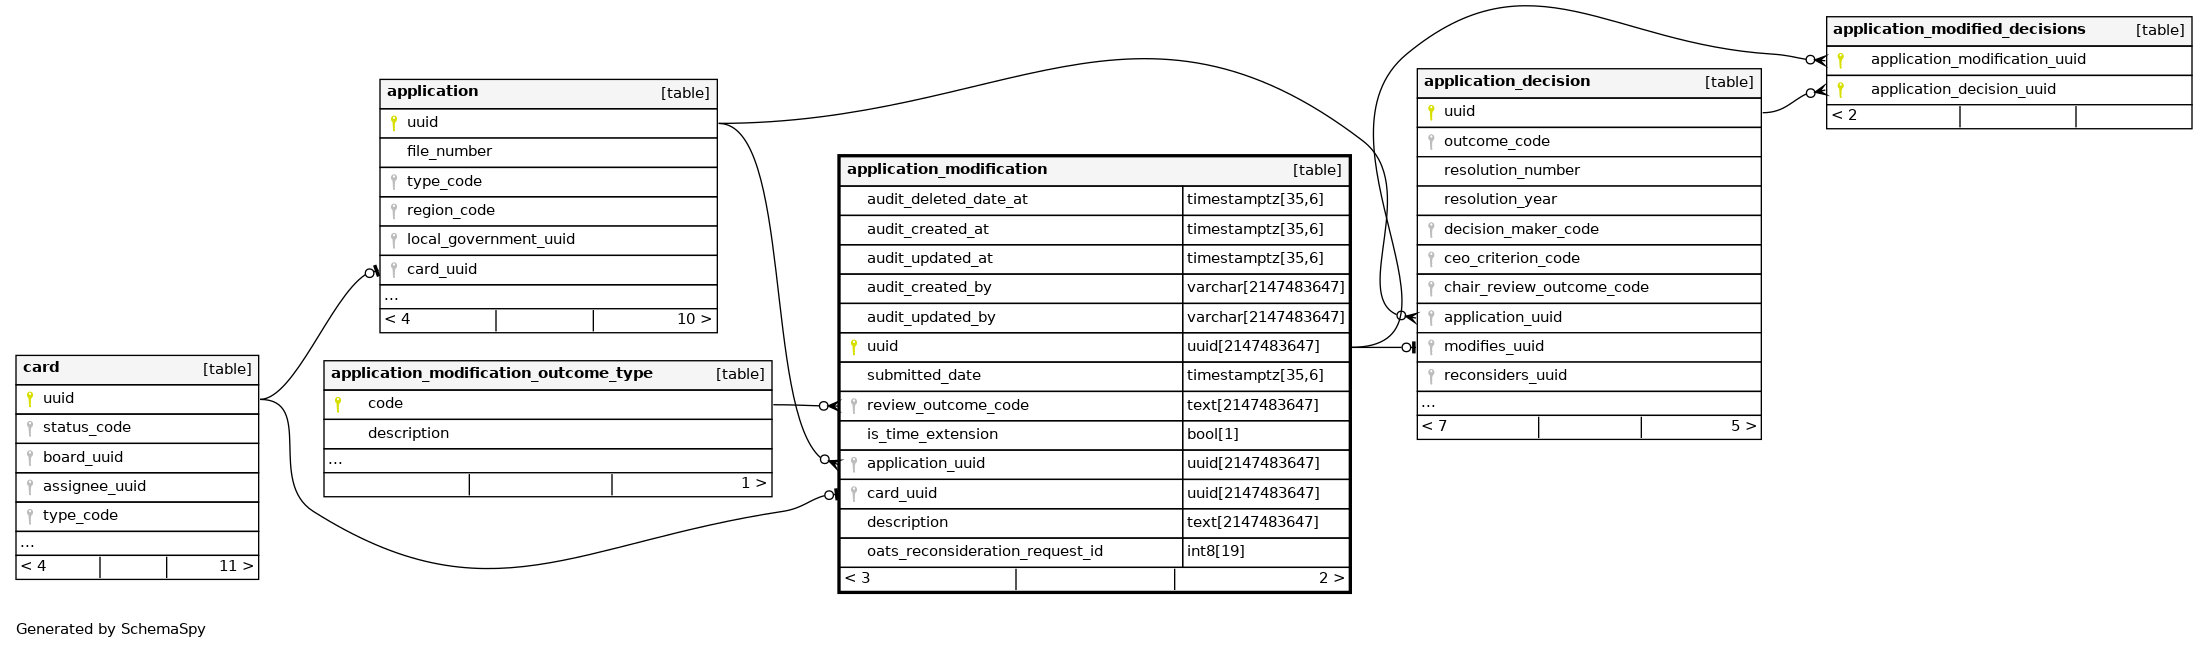 application [table]
uuid
file_number
type_code
region_code
local_government_uuid
card_uuid
...
< 4 10 >
card [table]
uuid
status_code
board_uuid
assignee_uuid
type_code
...
< 4 11 >
application_modification_outcome_type [table]
code
description
...
1 >
application_modification [table]
audit_deleted_date_at timestamptz[35,6]
audit_created_at timestamptz[35,6]
audit_updated_at timestamptz[35,6]
audit_created_by varchar[2147483647]
audit_updated_by varchar[2147483647]
uuid uuid[2147483647]
submitted_date timestamptz[35,6]
review_outcome_code text[2147483647]
is_time_extension bool[1]
application_uuid uuid[2147483647]
card_uuid uuid[2147483647]
description text[2147483647]
oats_reconsideration_request_id int8[19]
< 3 2 >
application_decision [table]
uuid
outcome_code
resolution_number
resolution_year
decision_maker_code
ceo_criterion_code
chair_review_outcome_code
application_uuid
modifies_uuid
reconsiders_uuid
...
< 7 5 >
application_modified_decisions [table]
application_modification_uuid
application_decision_uuid
< 2
Generated by SchemaSpy